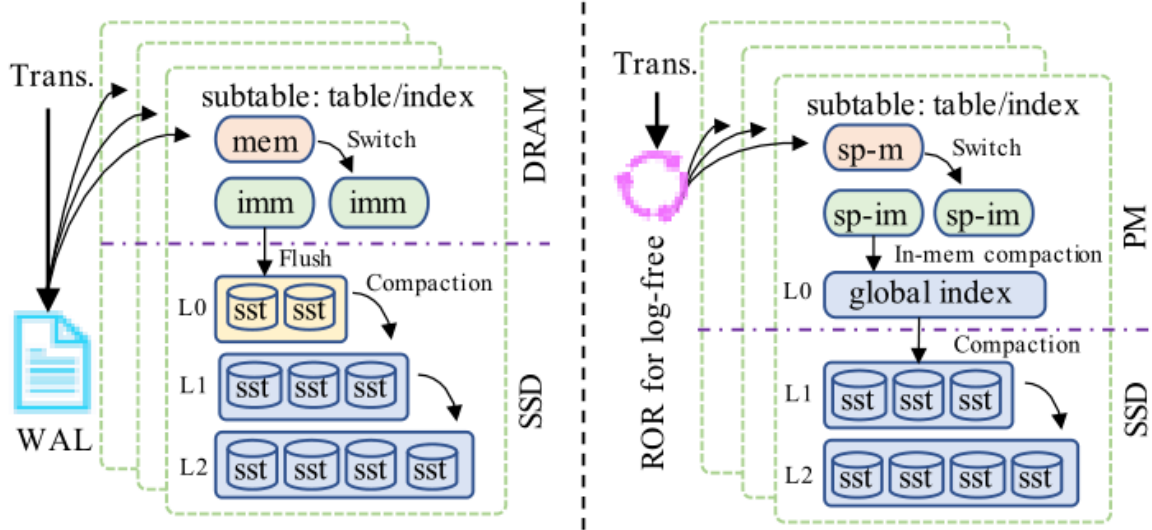 Trans.
subtable: table/index
mem
Switch
imm
imm
DRAM
Flush
Compaction
L0
sst
sst
L1
sst
sst
sst
L2
sst
sst
sst
sst
SSD
WAL
Trans.
subtable: table/index
sp-m
Switch
sp-im
sp-im
PM
In-mem compaction
L0
global index
ROR for log-free
Compaction
L1
sst
sst
sst
L2
sst
sst
sst
sst
SSD